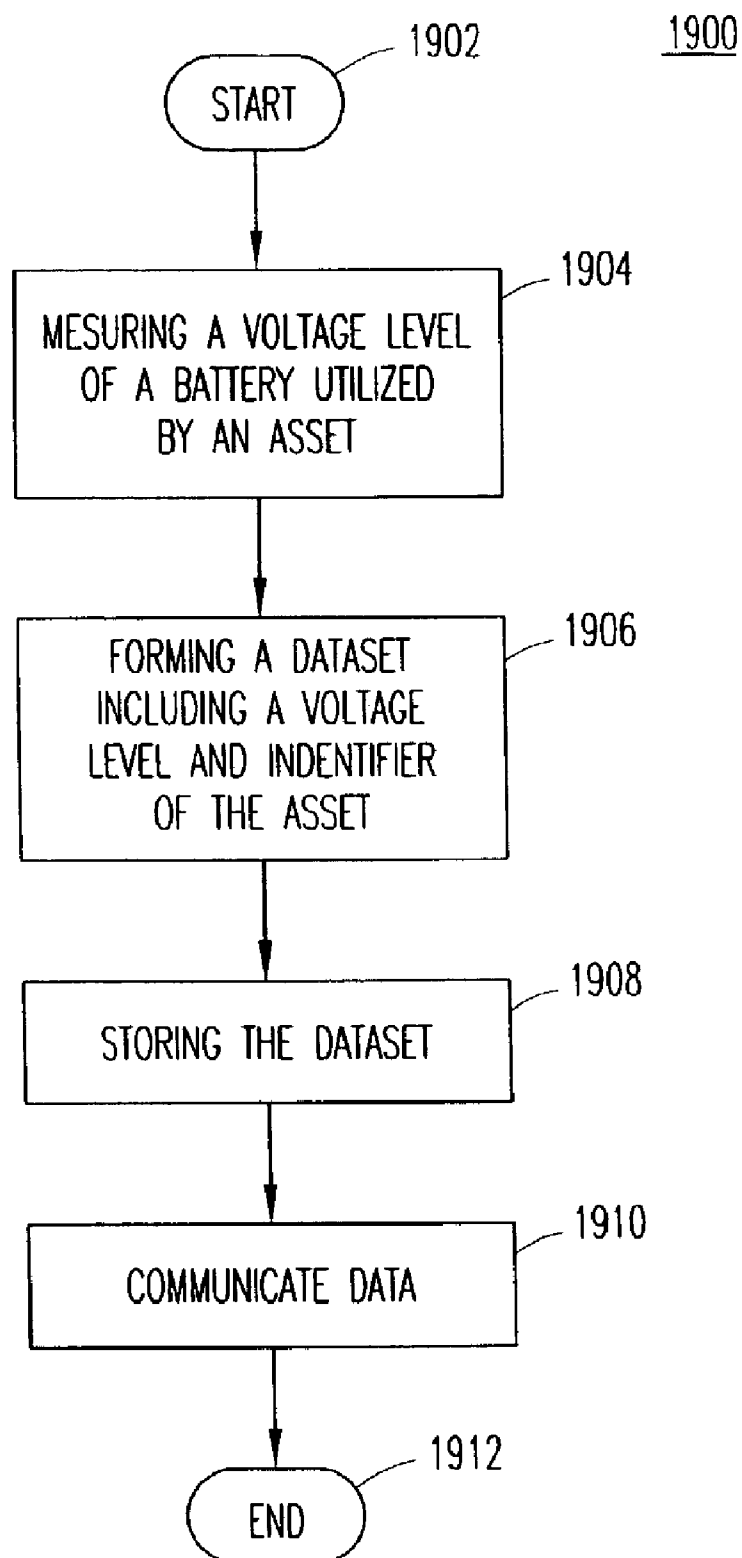 1902
1900
START
1904
MESURING A VOLTAGE LEVEL
OF A BATTERY UTILIZED
BY AN ASSET
1906
FORMING A DATASET
INCLUDING A VOLTAGE
LEVEL AND INDENTIFIER
OF THE ASSET
1908
STORING THE DATASET
1910
COMMUNICATE DATA
1912
END